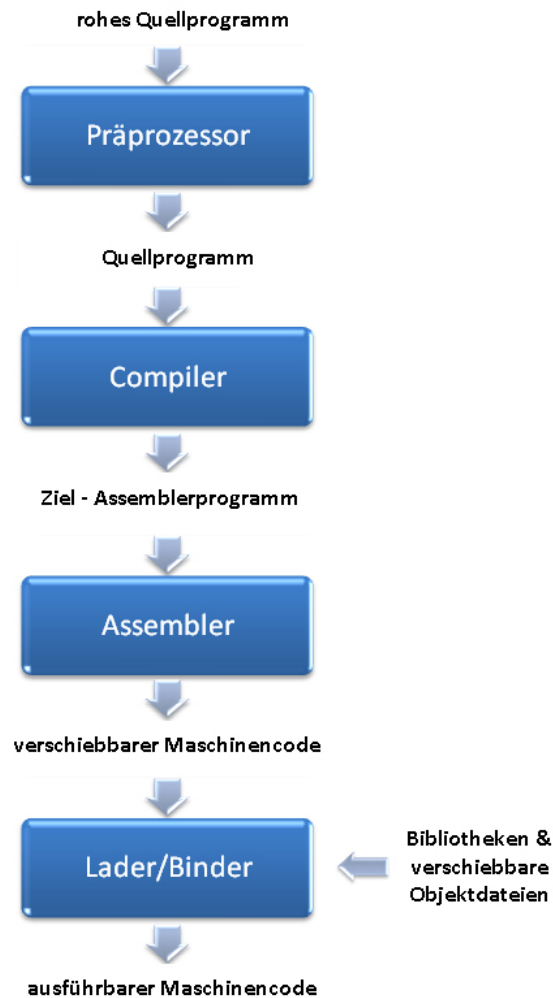 rohes Quellprogramm
Präprozessor
Quellprogramm
Compiler
Ziel - Assemblerprogramm
Assembler
verschiebbarer Maschinencode
Lader/Binder
Bibliotheken &
verschiebbare
Objektdateien
ausführbarer Maschinencode